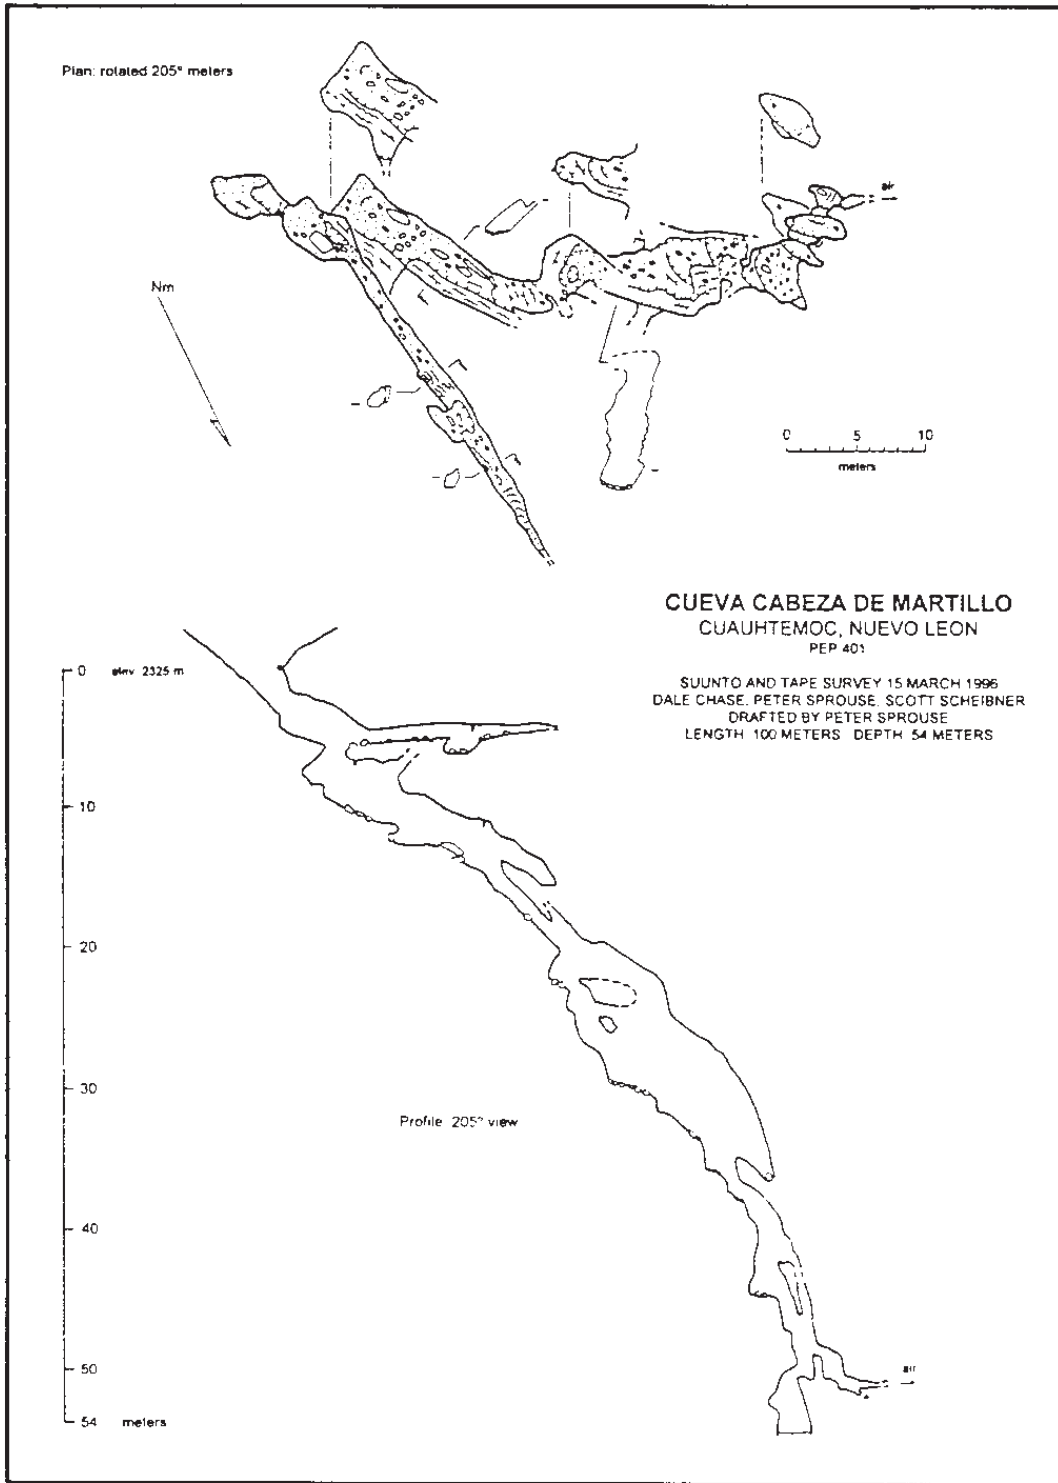 Plan: rotated 205° meters
air
Nm
0 5 10
meters
CUEVA CABEZA DE MARTILLO
CUAUHTEMOC, NUEVO LEON
PEP 401
SUUNTO AND TAPE SURVEY 15 MARCH 1996
DALE CHASE, PETER SPROUSE, SCOTT SCHEIBNER
DRAFTED BY PETER SPROUSE
LENGTH 100 METERS DEPTH 54 METERS
0 elev 2325 m
10
20
30
Profile 205° view
40
50
air
54 meters